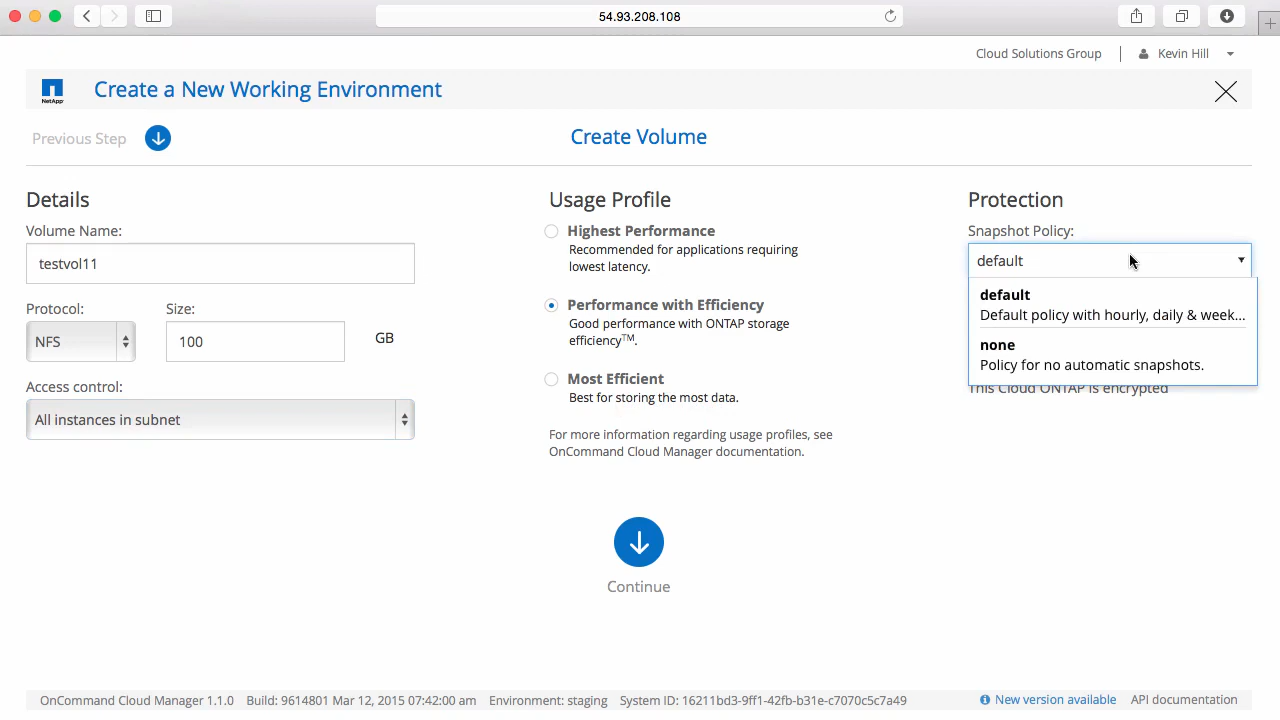 54.93.208.108
Cloud Solutions Group
Kevin Hill
NetApp
Create a New Working Environment
Previous Step
Create Volume
Details
Volume Name:
testvol11
Protocol:
Size:
NFS
100
GB
Access control:
All instances in subnet
Usage Profile
Highest Performance
Recommended for applications requiring
lowest latency.
Performance with Efficiency
Good performance with ONTAP storage
efficiency™.
Most Efficient
Best for storing the most data.
For more information regarding usage profiles, see
OnCommand Cloud Manager documentation.
Protection
Snapshot Policy:
default
default
Default policy with hourly, daily & week...
none
Policy for no automatic snapshots.
This Cloud ONTAP is encrypted
Continue
OnCommand Cloud Manager 1.1.0 Build: 9614801 Mar 12, 2015 07:42:00 am Environment: staging System ID: 16211bd3-9ff1-42fb-b31e-c7070c5c7a49
New version available
API documentation